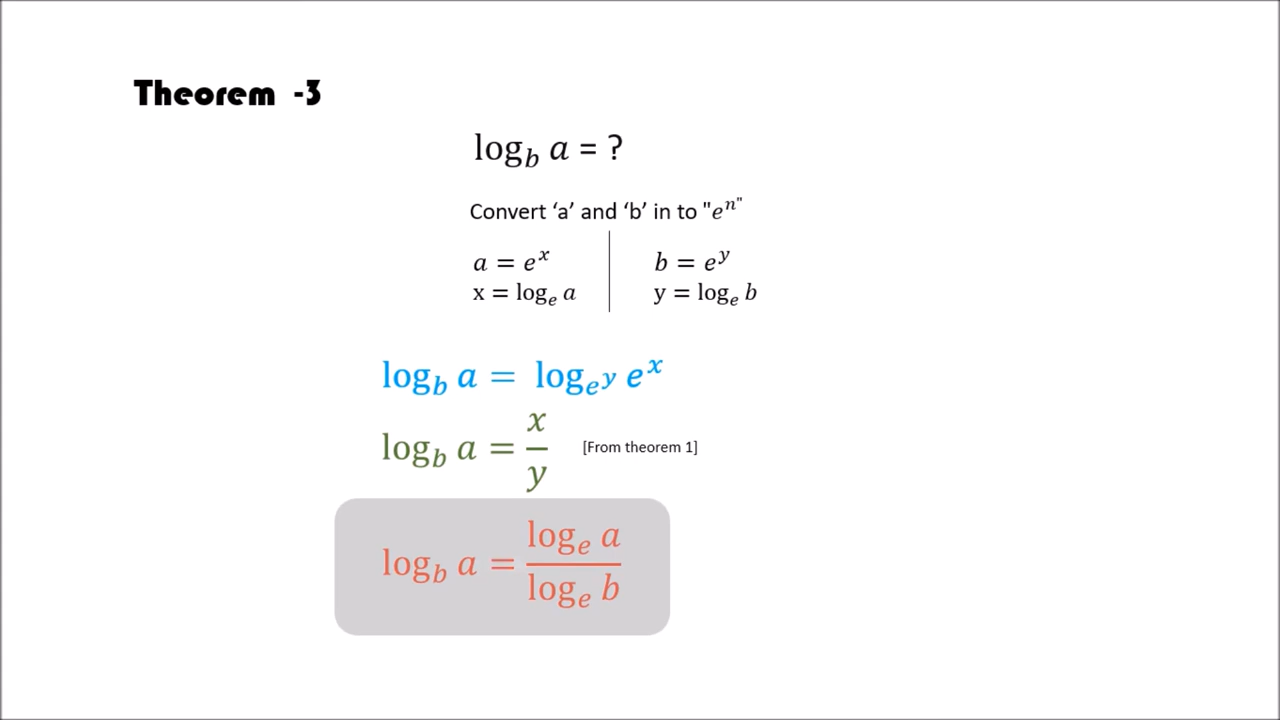 Theorem -3
log_b a = ?
Convert ‘a’ and ‘b’ in to "e^n"
a = e^x
x = log_e a
b = e^y
y = log_e b
log_b a = log_{e^y} e^x
log_b a = x/y [From theorem 1]
log_b a = log_e a / log_e b